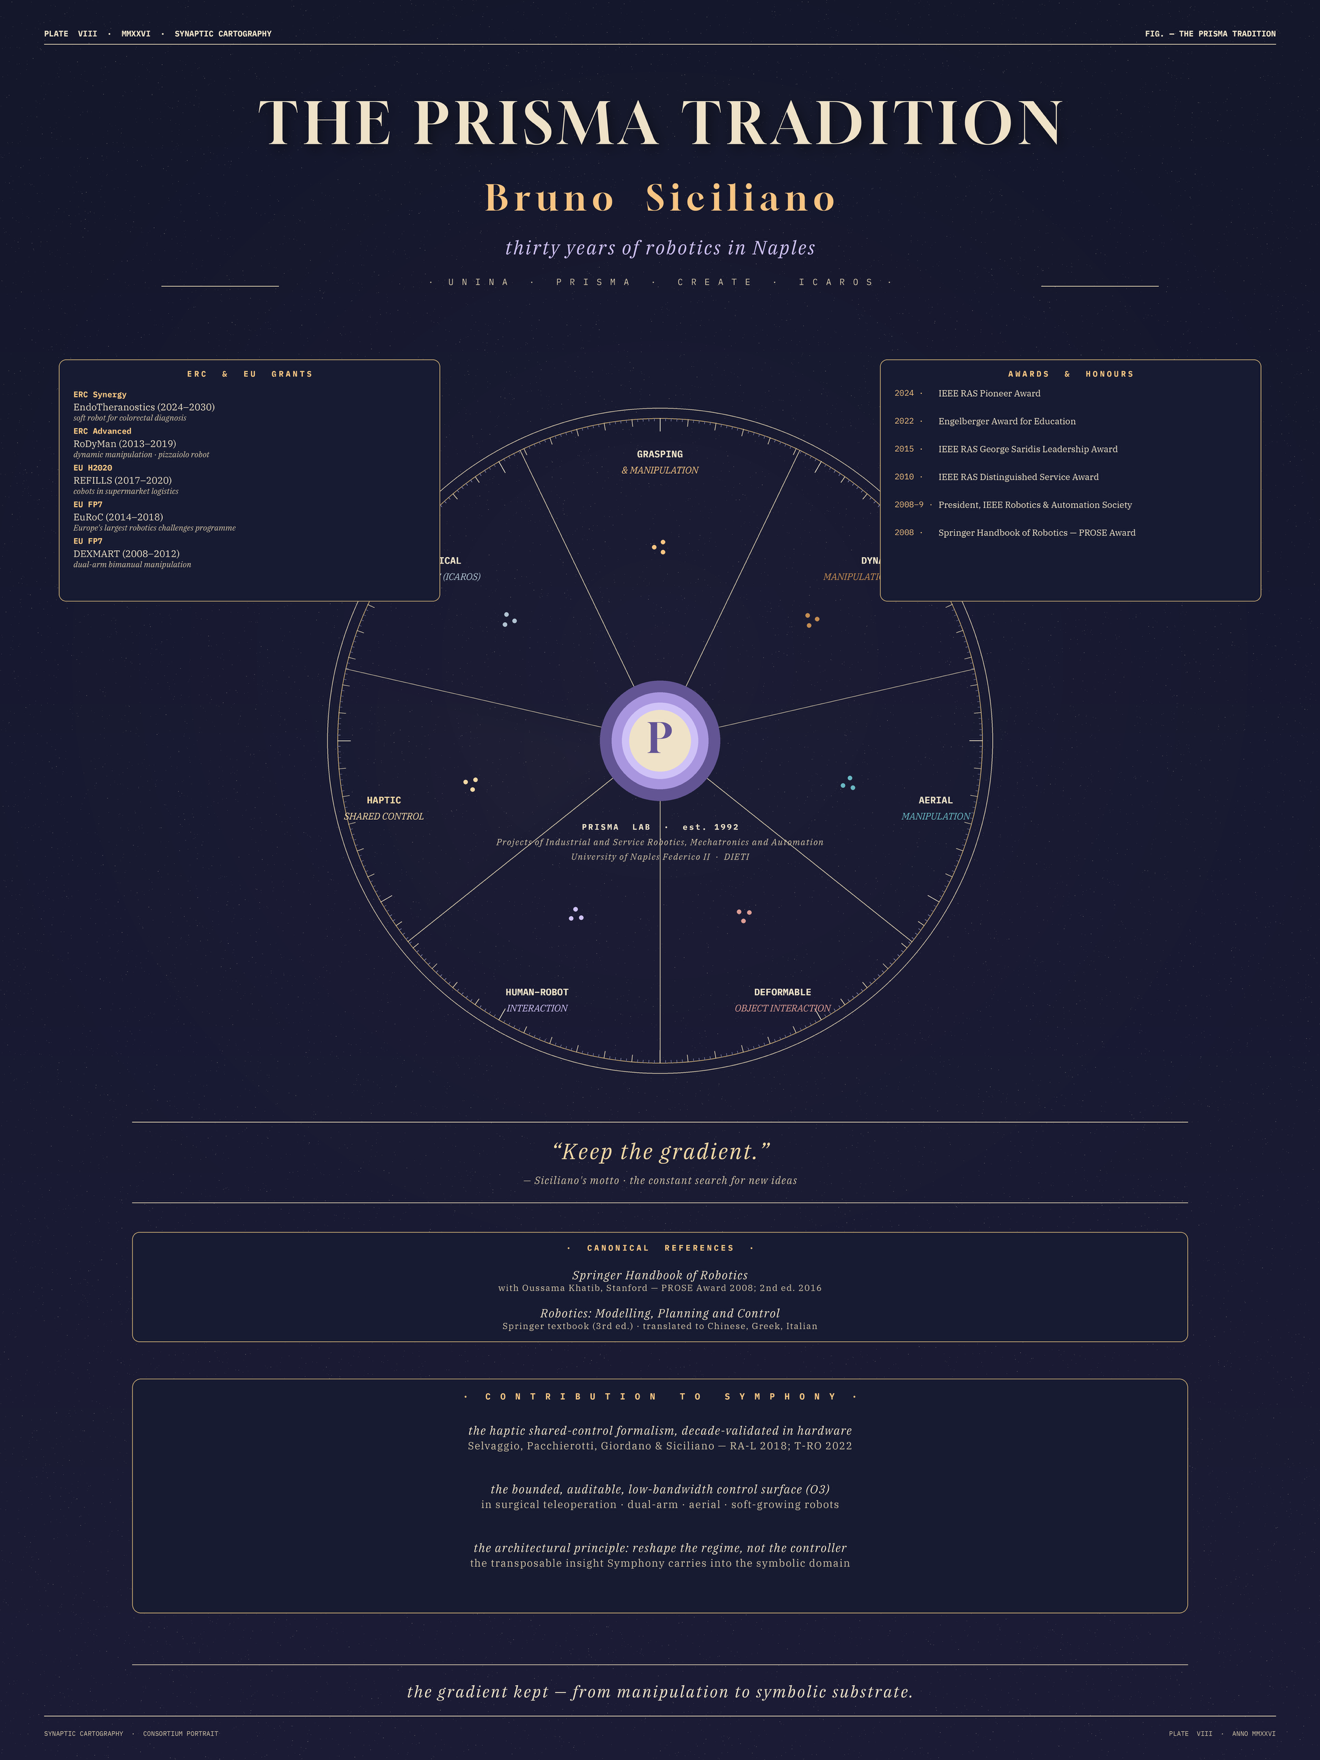 PLATE VIII · MMXXVI · SYNAPTIC CARTOGRAPHY
FIG. — THE PRISMA TRADITION
THE PRISMA TRADITION
Bruno Siciliano
thirty years of robotics in Naples
· UNINA · PRISMA · CREATE · ICAROS ·
ERC & EU GRANTS
ERC Synergy
EndoTheranostics (2024–2030)
soft robot for colorectal diagnosis
ERC Advanced
RoDyMan (2013–2019)
dynamic manipulation · pizzaiolo robot
EU H2020
REFILLS (2017–2020)
cobots in supermarket logistics
EU FP7
EuRoC (2014–2018)
Europe's largest robotics challenges programme
EU FP7
DEXMART (2008–2012)
dual-arm bimanual manipulation
AWARDS & HONOURS
2024 · IEEE RAS Pioneer Award
2022 · Engelberger Award for Education
2015 · IEEE RAS George Saridis Leadership Award
2010 · IEEE RAS Distinguished Service Award
2008–9 · President, IEEE Robotics & Automation Society
2008 · Springer Handbook of Robotics — PROSE Award
GRASPING
& MANIPULATION
ICAL
(ICAROS)
DYNA
MANIPULATI
P
HAPTIC
SHARED CONTROL
AERIAL
MANIPULATION
PRISMA LAB · est. 1992
Projects of Industrial and Service Robotics, Mechatronics and Automation
University of Naples Federico II · DIETI
HUMAN–ROBOT
INTERACTION
DEFORMABLE
OBJECT INTERACTION
“Keep the gradient.”
— Siciliano's motto · the constant search for new ideas
· CANONICAL REFERENCES ·
Springer Handbook of Robotics
with Oussama Khatib, Stanford — PROSE Award 2008; 2nd ed. 2016
Robotics: Modelling, Planning and Control
Springer textbook (3rd ed.) · translated to Chinese, Greek, Italian
· CONTRIBUTION TO SYMPHONY ·
the haptic shared-control formalism, decade-validated in hardware
Selvaggio, Pacchierotti, Giordano & Siciliano — RA-L 2018; T-RO 2022
the bounded, auditable, low-bandwidth control surface (O3)
in surgical teleoperation · dual-arm · aerial · soft-growing robots
the architectural principle: reshape the regime, not the controller
the transposable insight Symphony carries into the symbolic domain
the gradient kept — from manipulation to symbolic substrate.
SYNAPTIC CARTOGRAPHY · CONSORTIUM PORTRAIT
PLATE VIII · ANNO MMXXVI